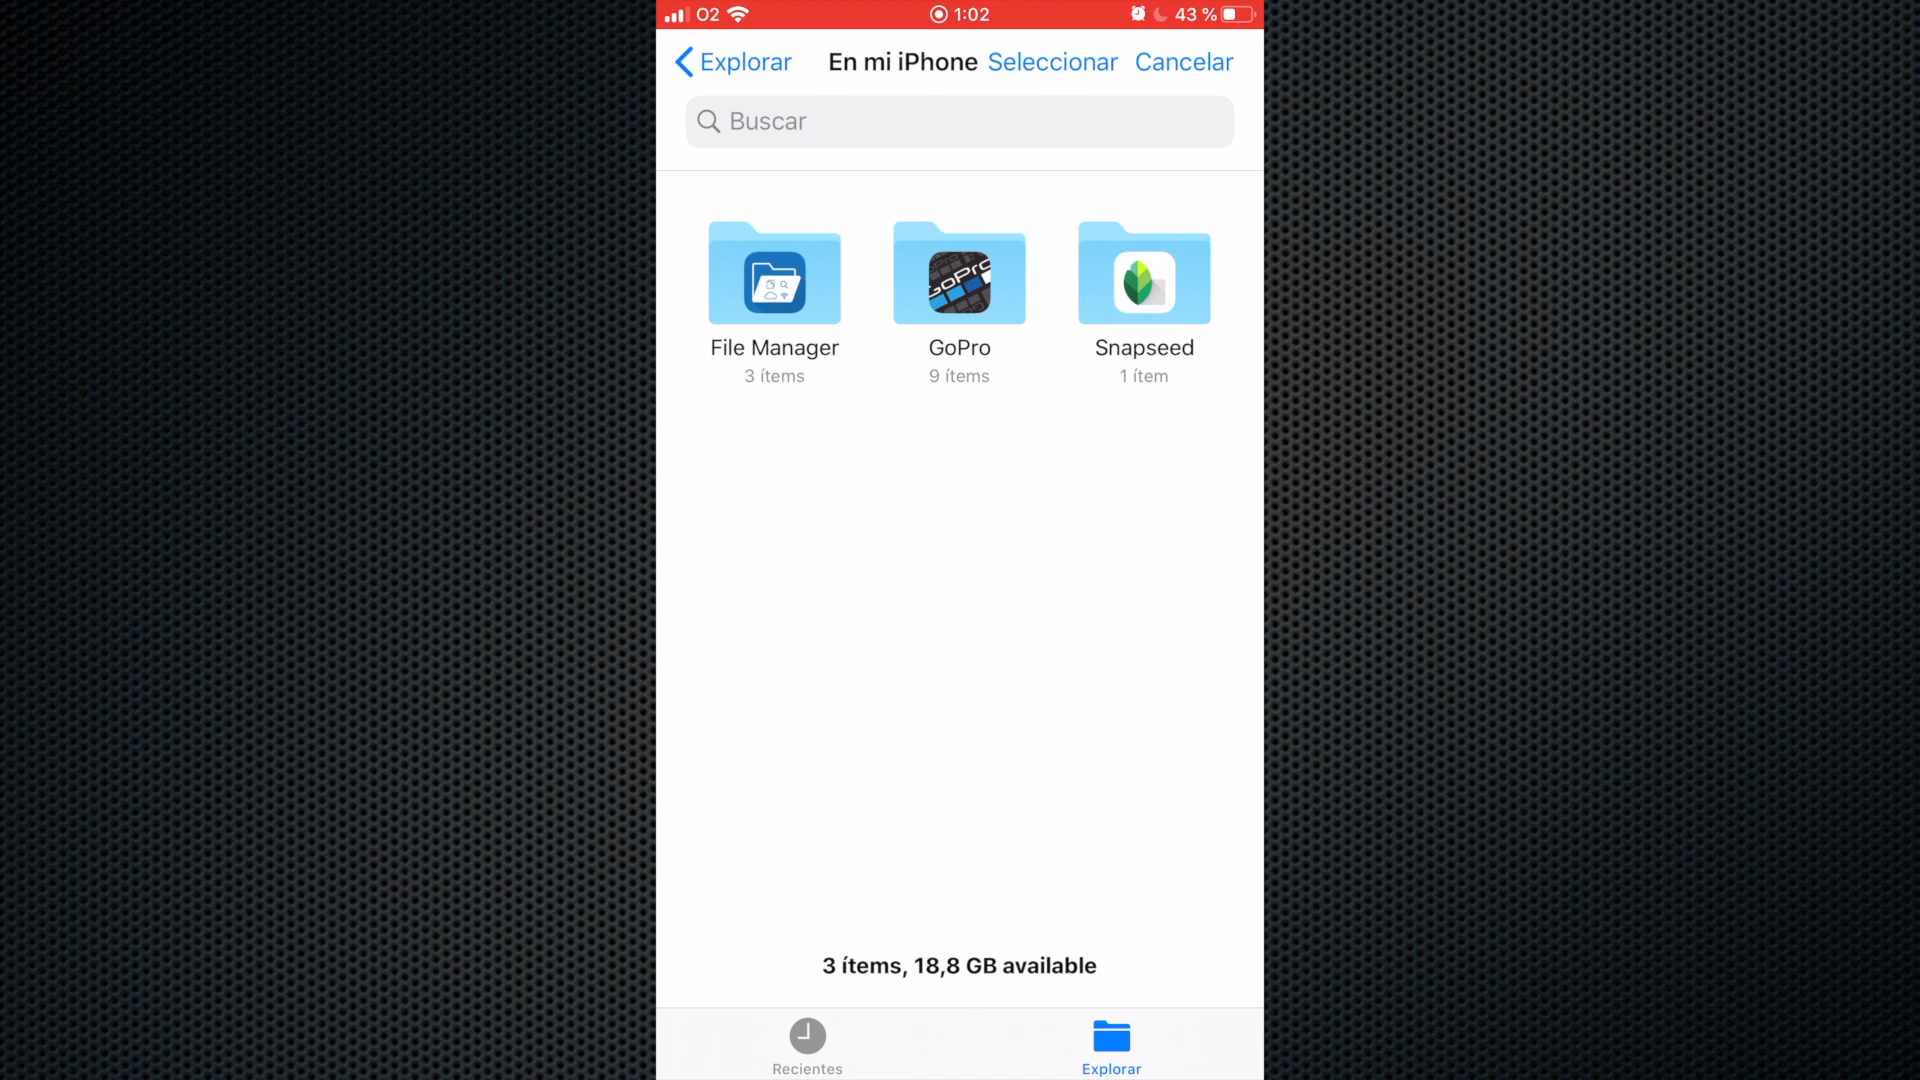 O2 1:02 43 %
Explorar En mi iPhone Seleccionar Cancelar
Buscar
GoPro
File Manager GoPro Snapseed
3 ítems 9 ítems 1 ítem
3 ítems, 18,8 GB available
Recientes Explorar